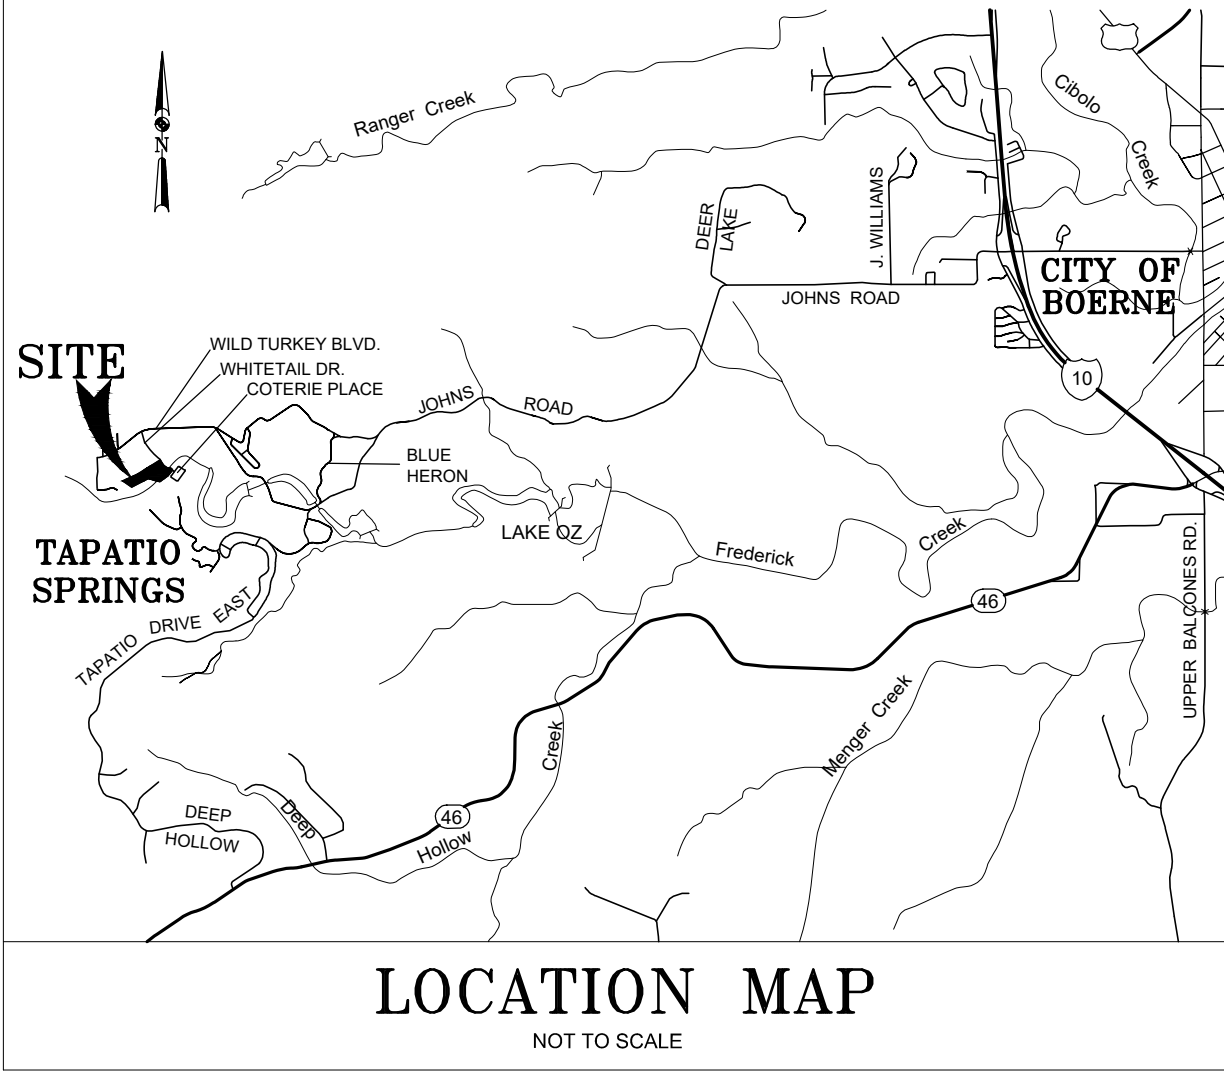 Ranger Creek
Cibolo
Creek
N
DEER
LAKE
J. WILLIAMS
CITY OF
BOERNE
JOHNS ROAD
WILD TURKEY BLVD.
SITE
WHITETAIL DR.
COTERIE PLACE
10
JOHNS ROAD
BLUE
HERON
LAKE OZ
Frederick Creek
TAPATIO
SPRINGS
UPPER BALCONES RD.
46
TAPATIO DRIVE EAST
Menger Creek
Creek
DEEP
HOLLOW
Deep
46
Hollow
LOCATION MAP
NOT TO SCALE